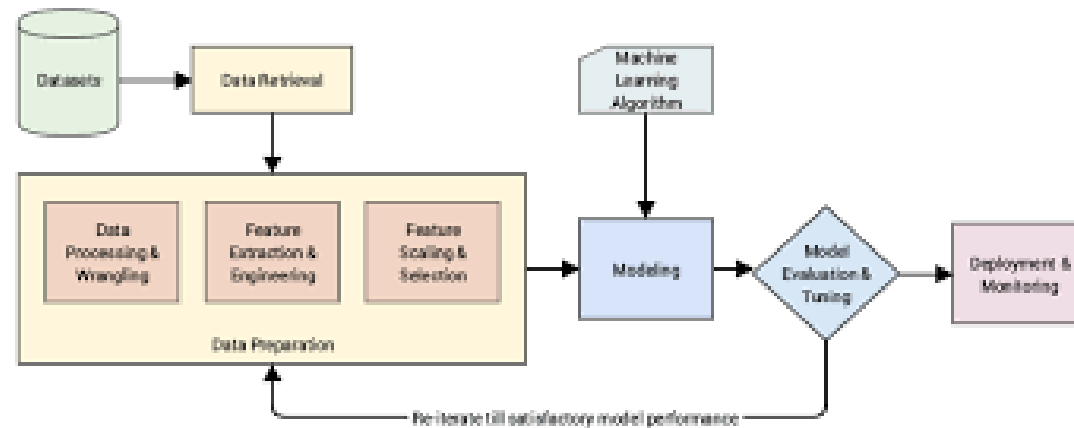 Datasets
Data Retrieval
Machine
Learning
Algorithm
Data
Processing &
Wrangling
Feature
Extraction &
Engineering
Feature
Scaling &
Selection
Data Preparation
Modeling
Model
Evaluation &
Tuning
Deployment &
Monitoring
Re-iterate till satisfactory model performance